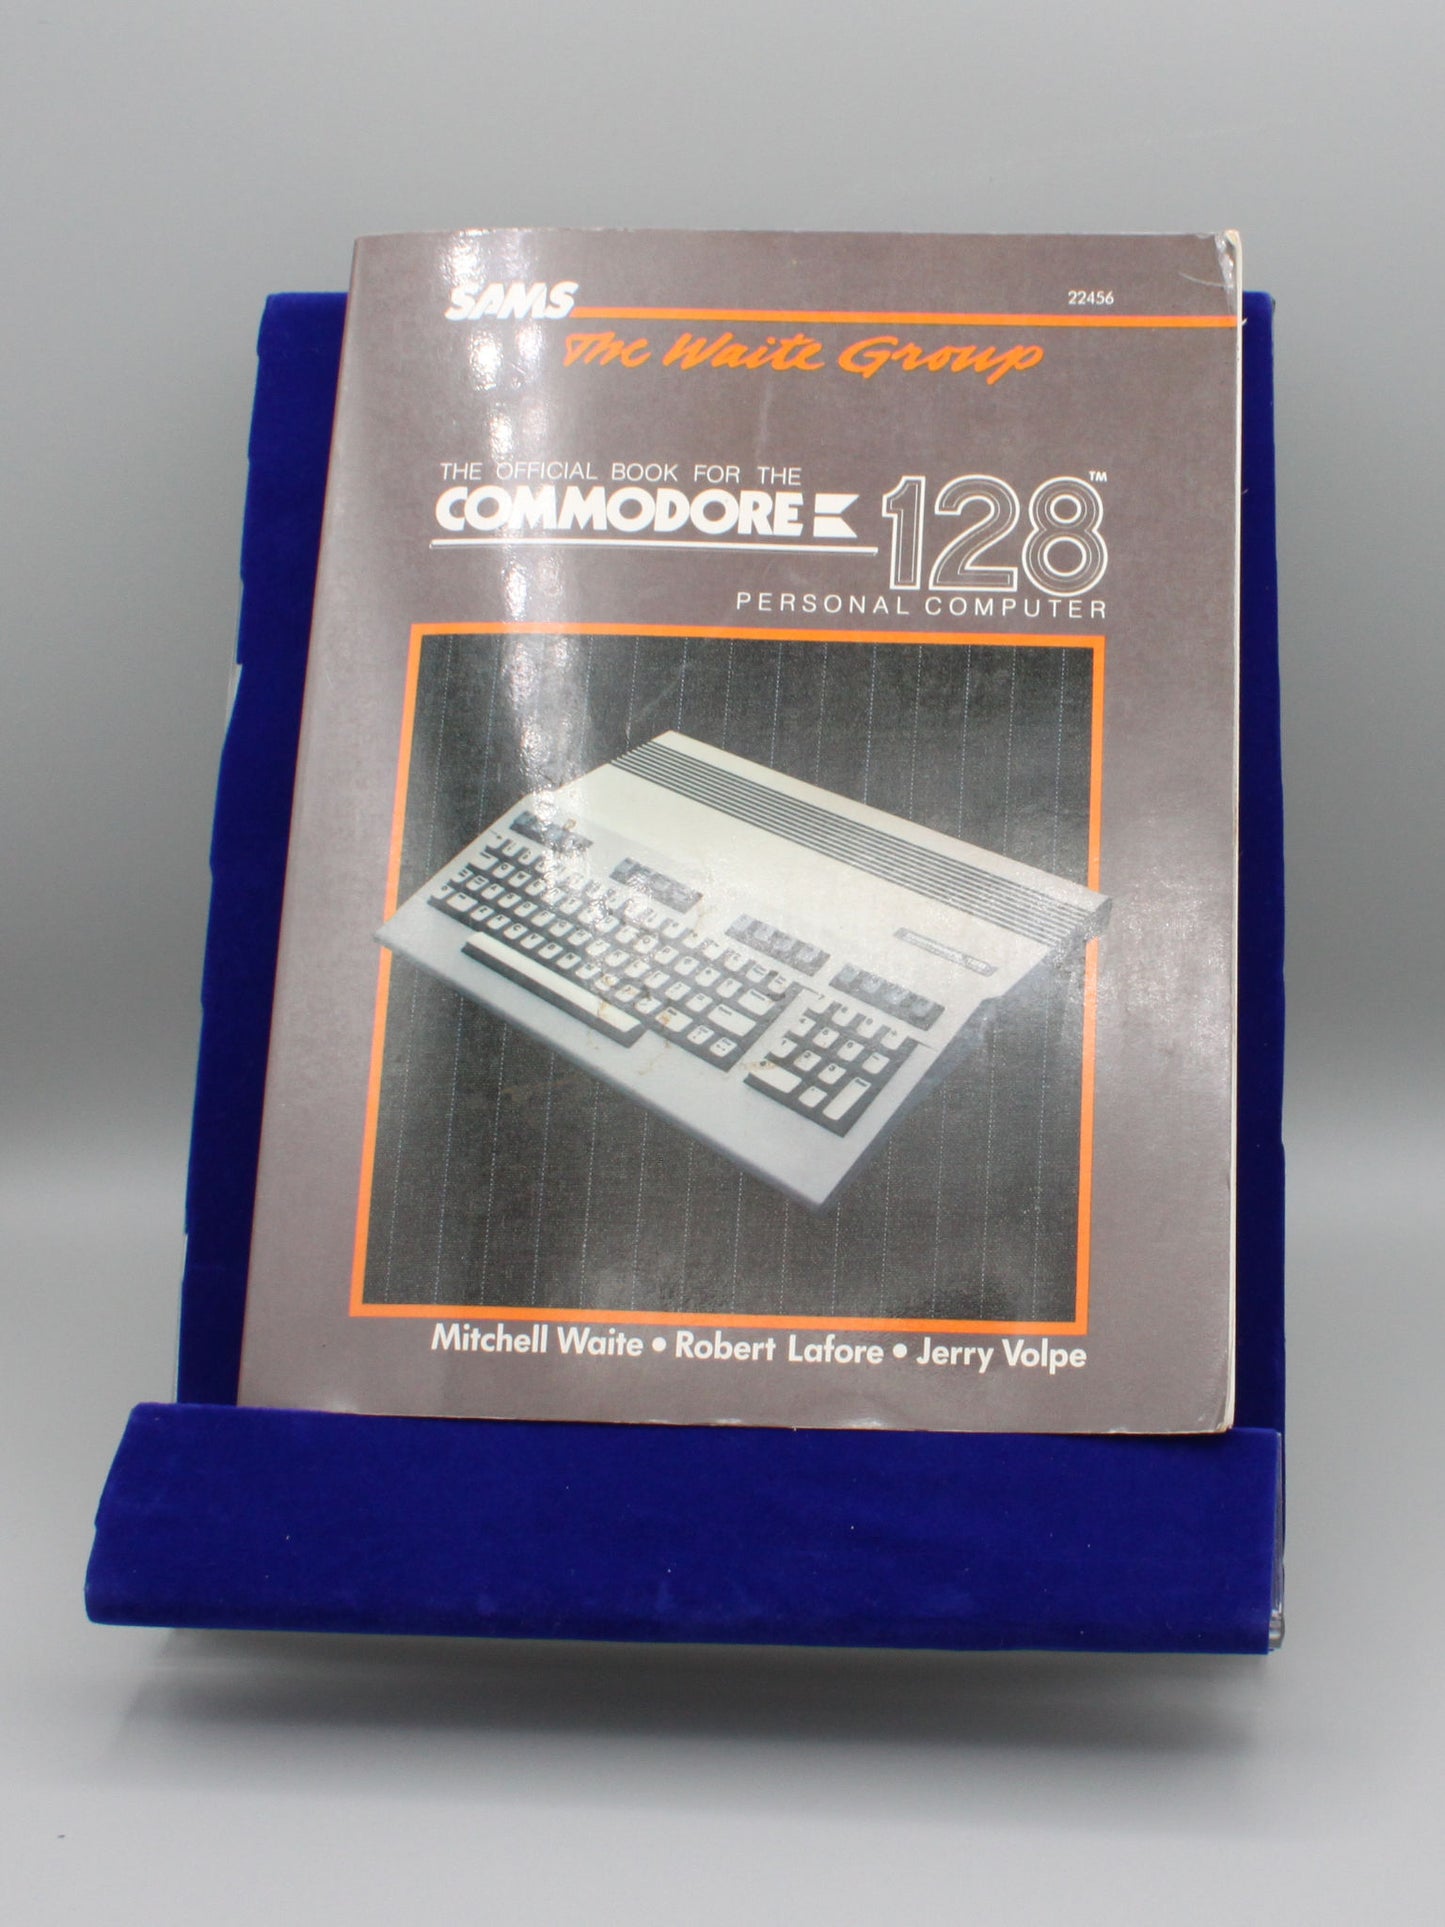 SAMS
22456
The Waite Group
THE OFFICIAL BOOK FOR THE
COMMODORE 128™
PERSONAL COMPUTER
Mitchell Waite • Robert Lafore • Jerry Volpe